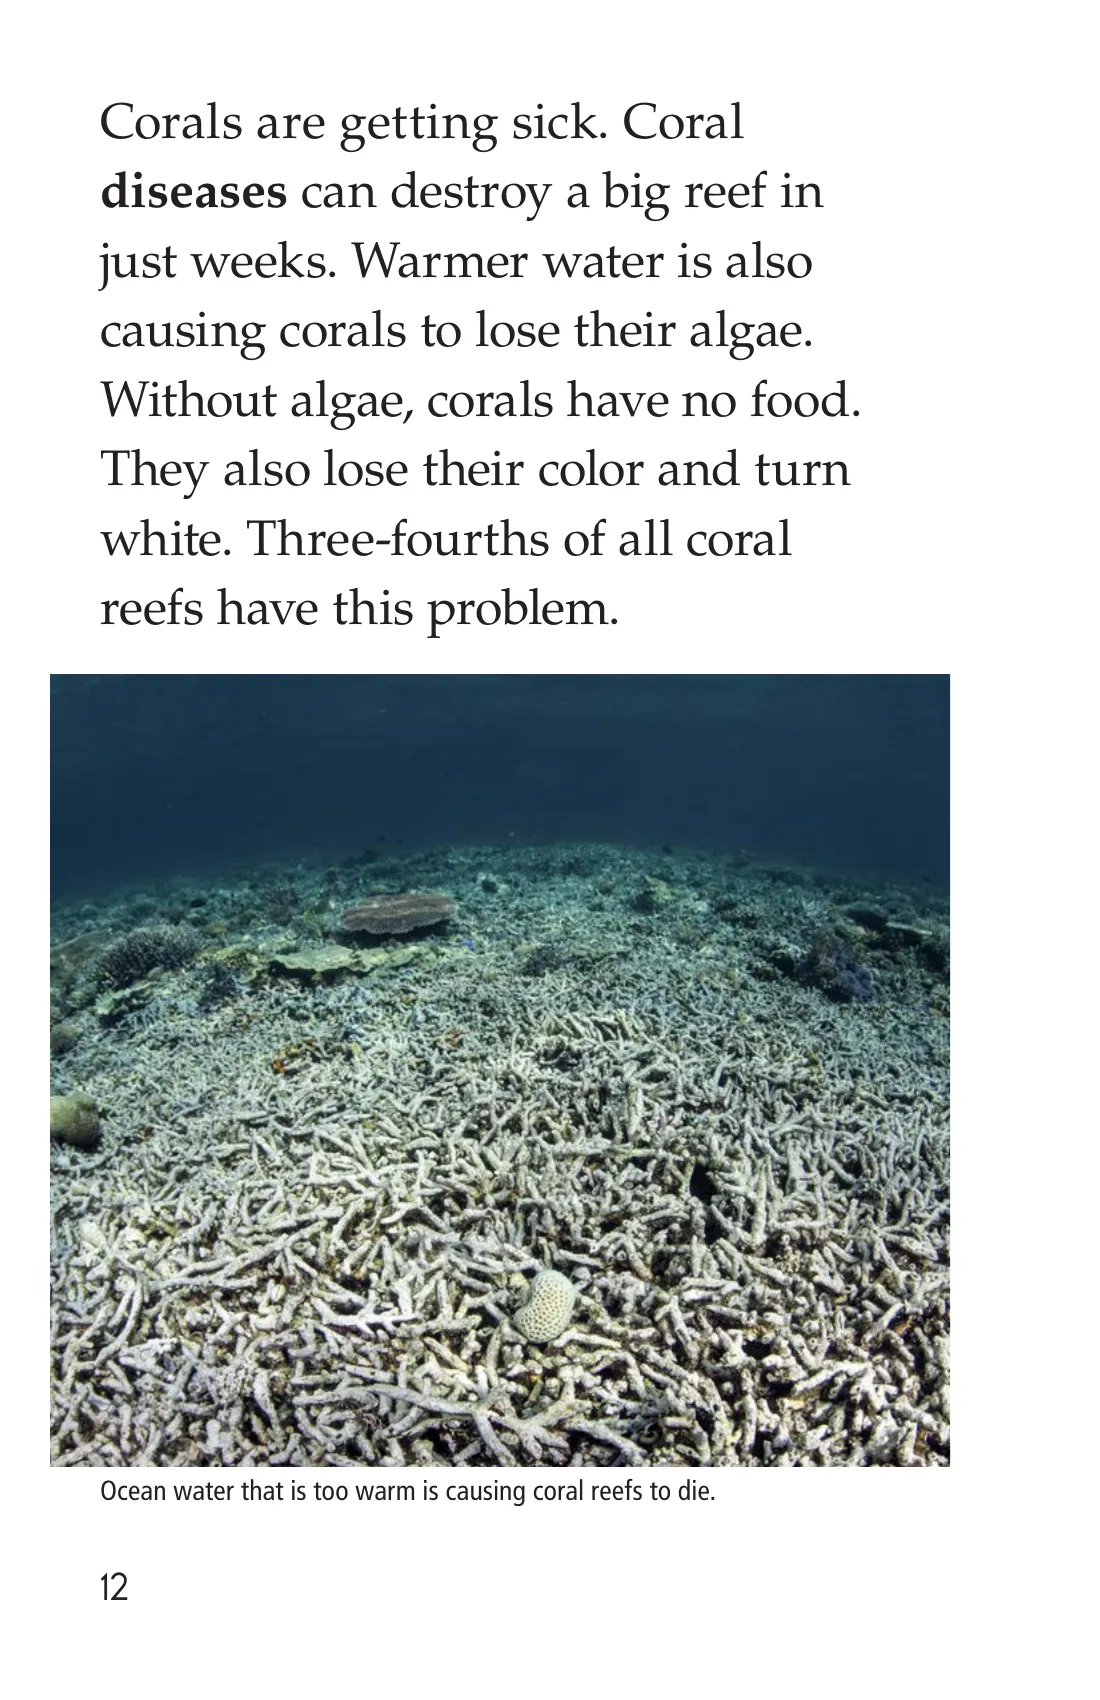 Corals are getting sick. Coral
diseases can destroy a big reef in
just weeks. Warmer water is also
causing corals to lose their algae.
Without algae, corals have no food.
They also lose their color and turn
white. Three-fourths of all coral
reefs have this problem.
Ocean water that is too warm is causing coral reefs to die.
12